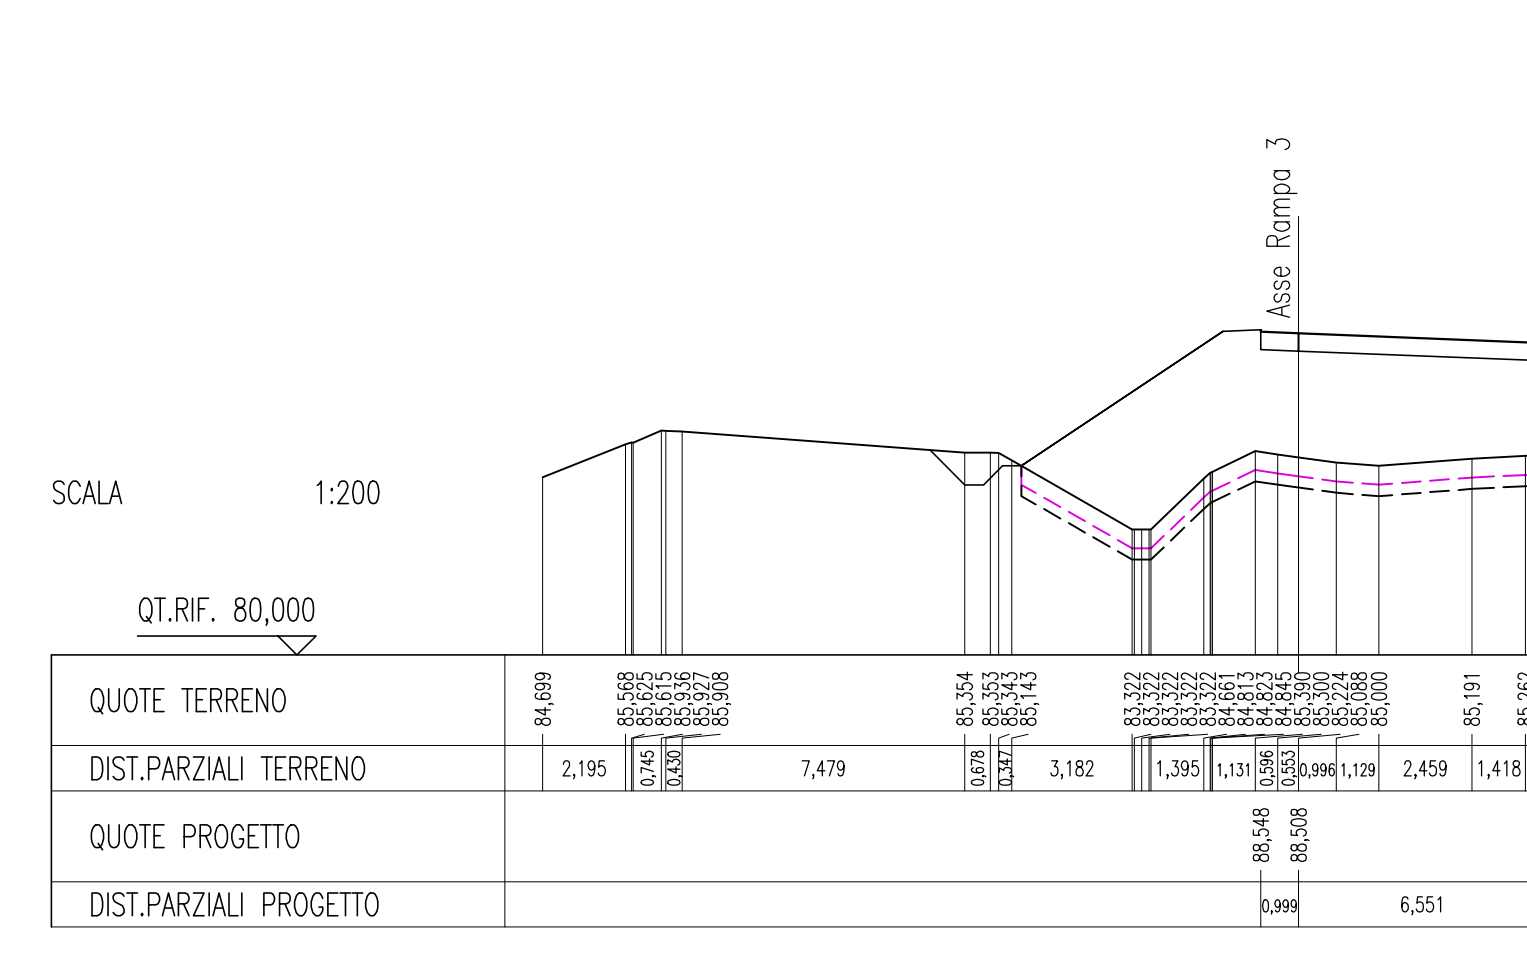 Asse Rampa 3
SCALA 1:200
QT.RIF. 80,000
QUOTE TERRENO 84,699 85,568 85,625 85,615 85,936 85,927 85,908 85,354 85,353 85,343 85,143 83,322 83,322 83,322 83,322 83,322 84,661 84,813 84,823 84,845 85,390 85,300 85,224 85,088 85,000 85,191 85,262
DIST.PARZIALI TERRENO 2,195 0,745 0,430 7,479 0,678 0,347 3,182 1,395 1,131 0,596 0,553 0,996 1,129 2,459 1,418
QUOTE PROGETTO 88,548 88,508
DIST.PARZIALI PROGETTO 0,999 6,551